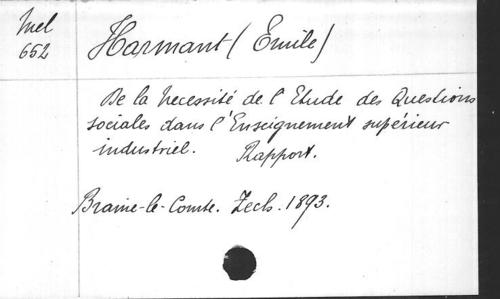 Mel
652
Harmant (Emile)
De la Necessité de l'Etude des Questions
sociales dans l'Enseignement supérieur
industriel. Rapport.
Braine-le-Comte. Zech. 1893.